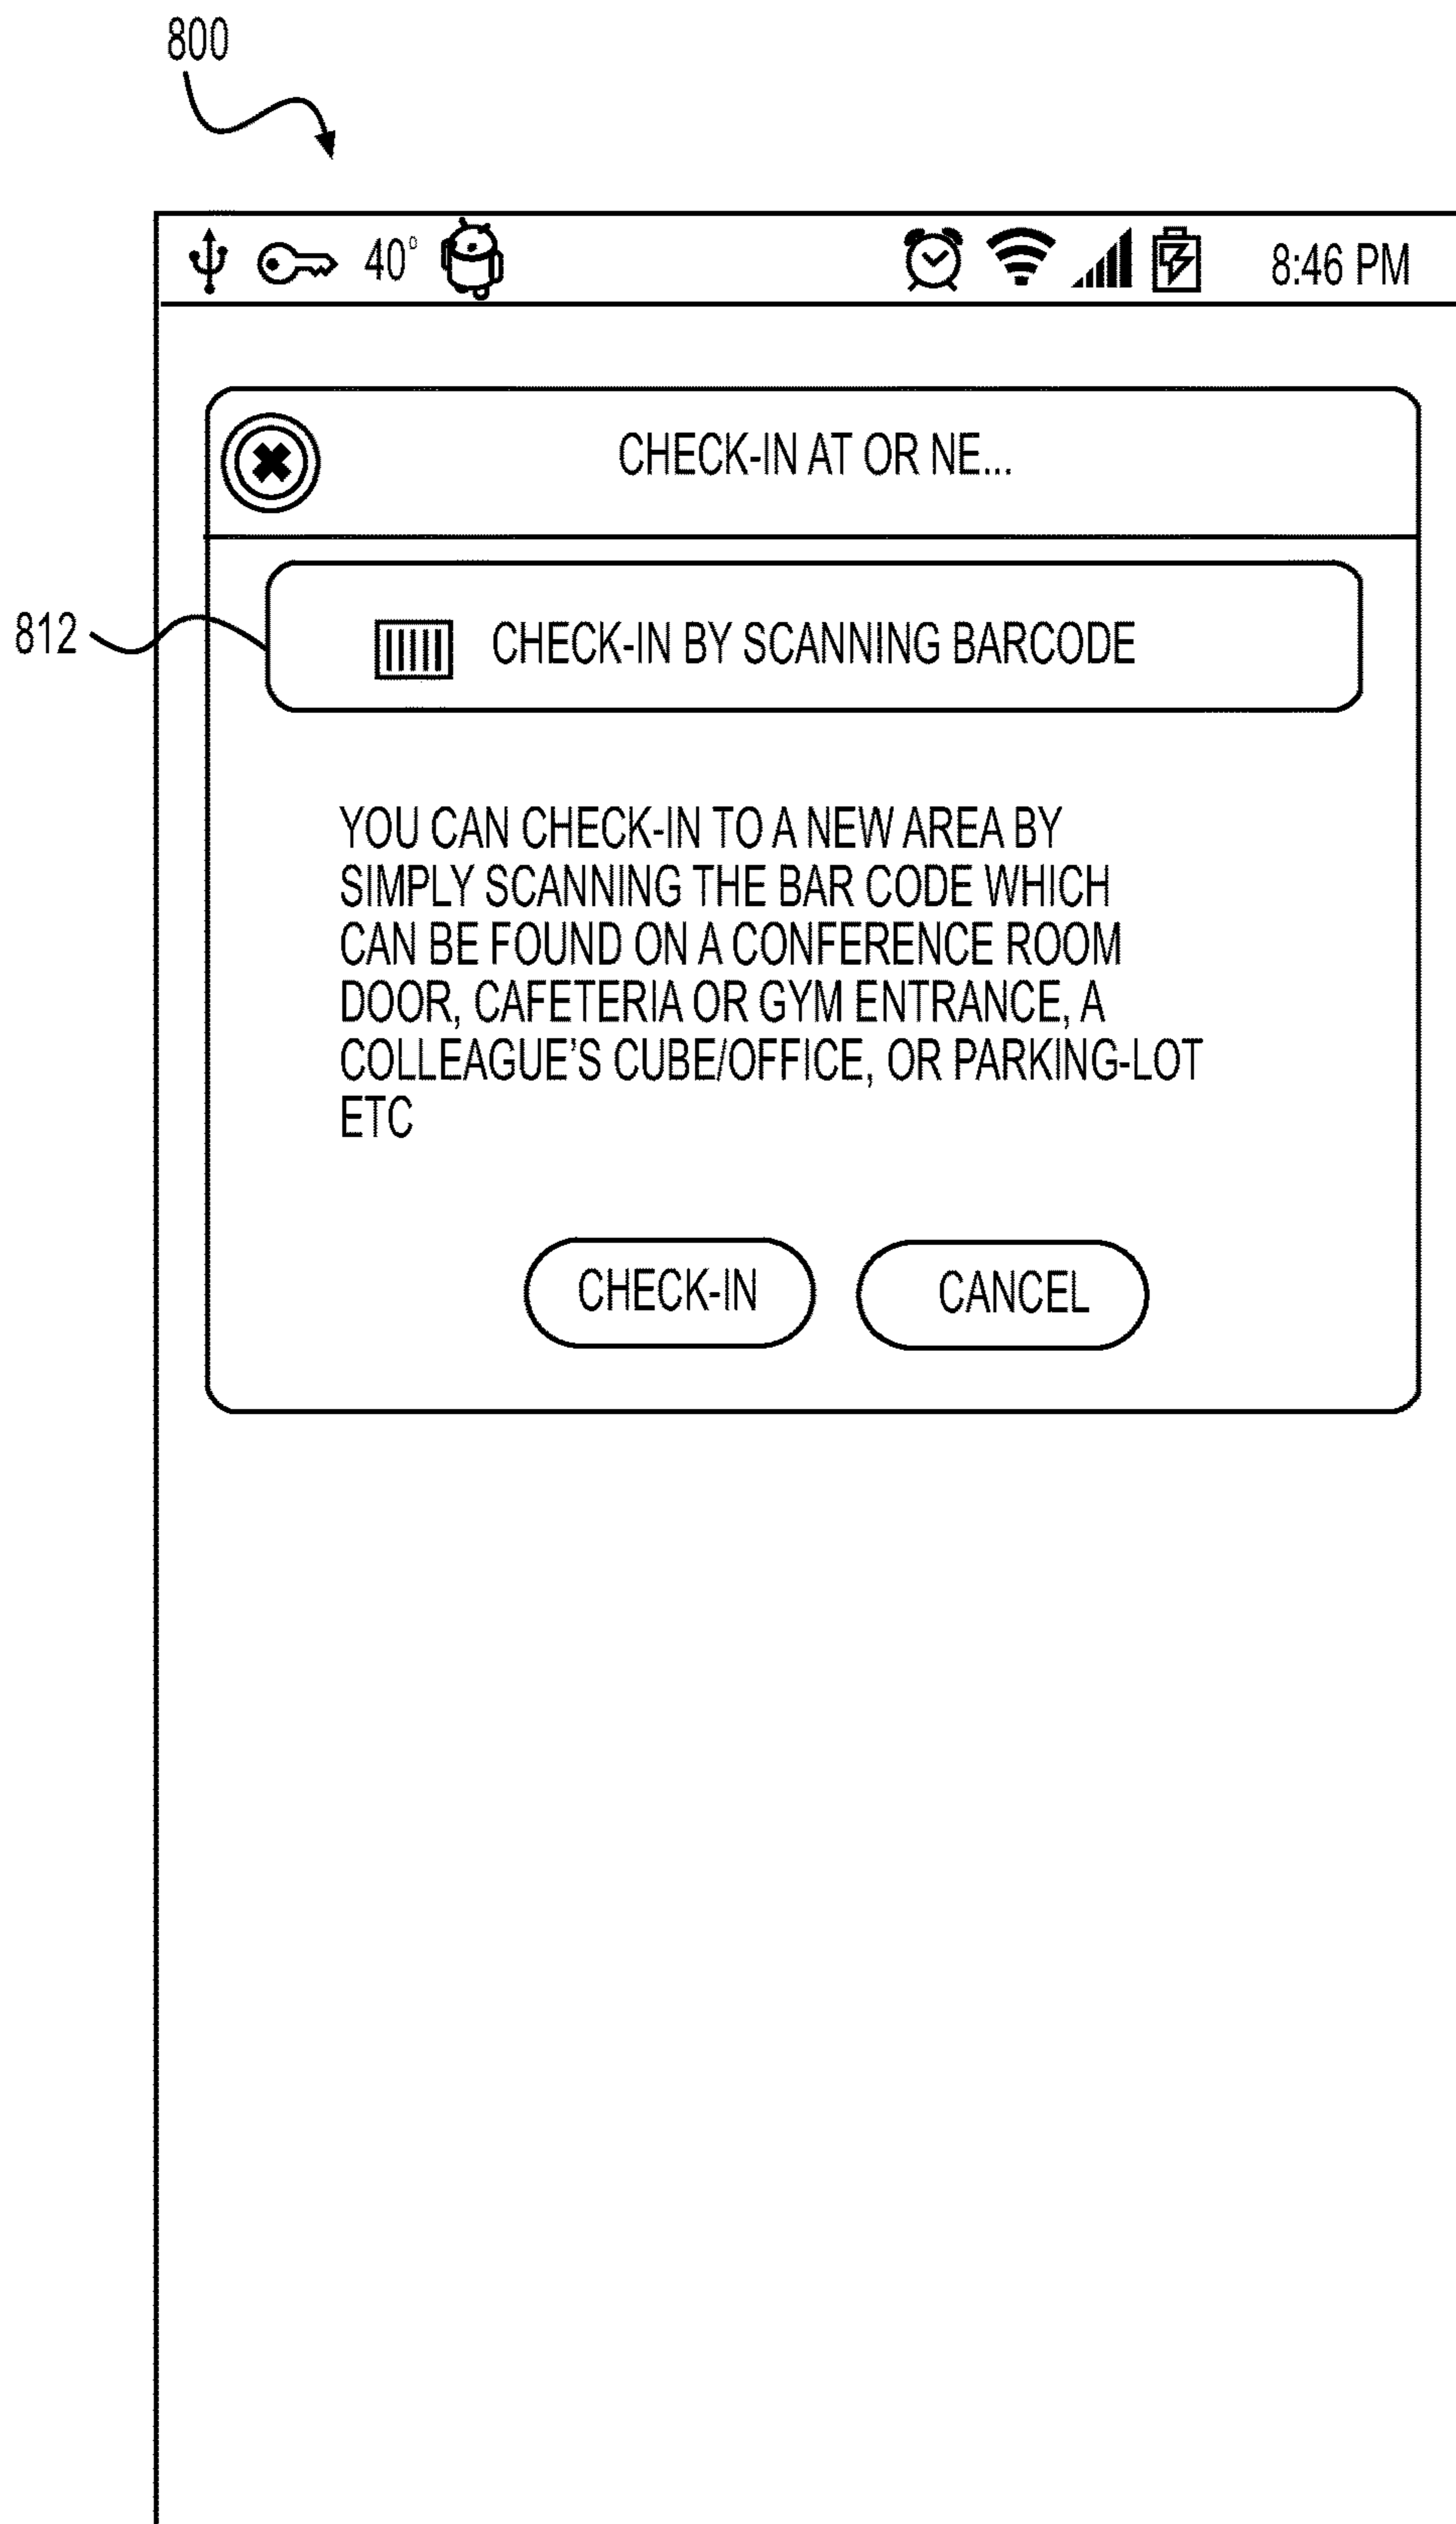 800
40° 8:46 PM
CHECK-IN AT OR NE...
812
CHECK-IN BY SCANNING BARCODE
YOU CAN CHECK-IN TO A NEW AREA BY
SIMPLY SCANNING THE BAR CODE WHICH
CAN BE FOUND ON A CONFERENCE ROOM
DOOR, CAFETERIA OR GYM ENTRANCE, A
COLLEAGUE'S CUBE/OFFICE, OR PARKING-LOT
ETC
CHECK-IN CANCEL